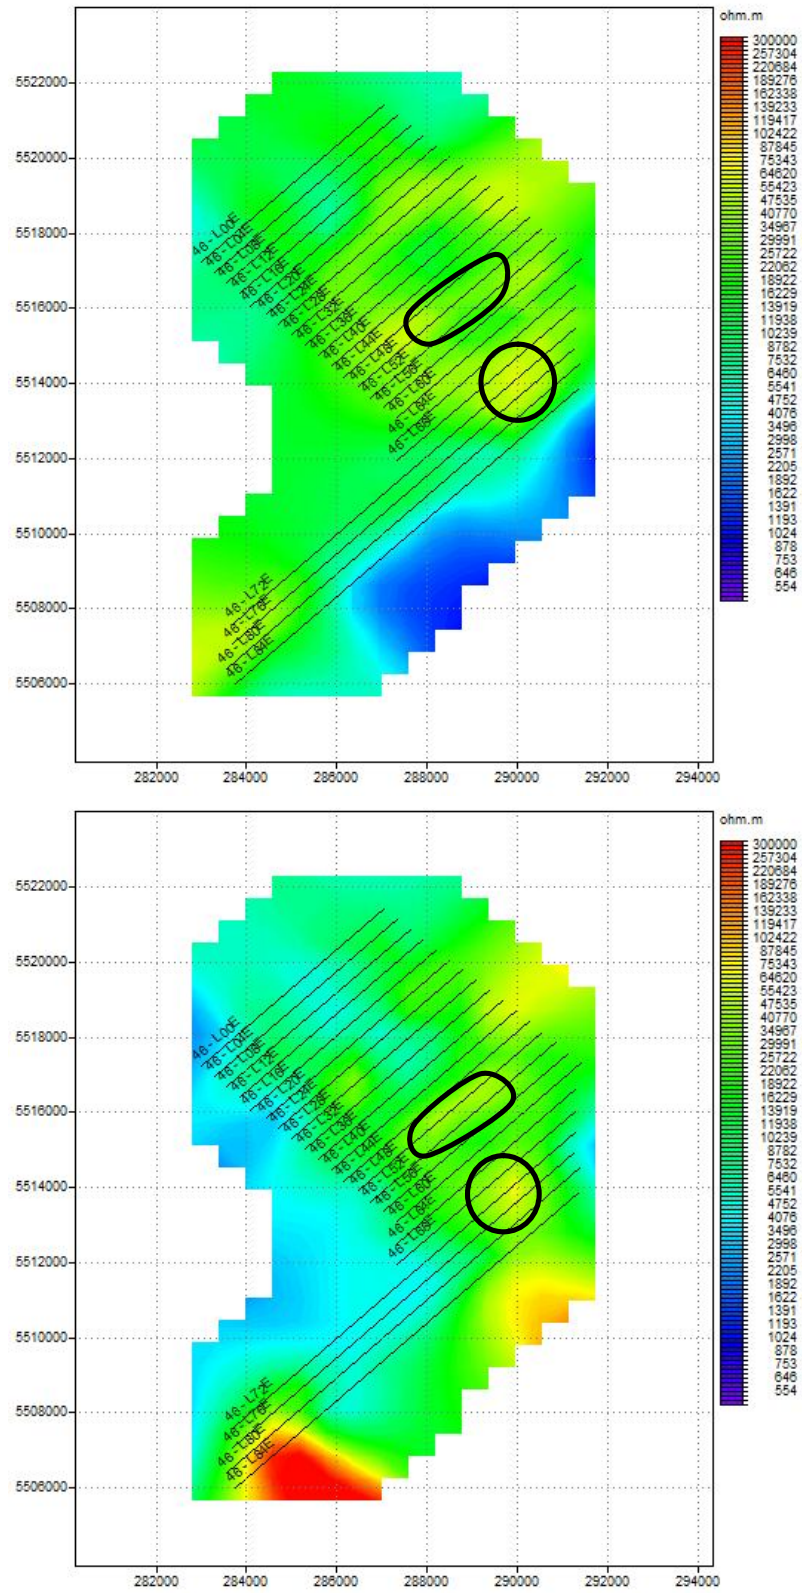 ohm.m
300000
257304
220684
189276
162338
139233
119417
102422
87845
75343
64620
55423
47535
40770
34967
29991
25722
22062
18922
16229
13919
11938
10239
8782
7532
6460
5541
4752
4076
3496
2998
2571
2205
1892
1622
1391
1193
1024
878
753
646
554
5522000
5520000
5518000
5516000
5514000
5512000
5510000
5508000
5506000
46 - L00E
46 - L04E
46 - L08E
46 - L12E
46 - L16E
46 - L20E
46 - L24E
46 - L28E
46 - L32E
46 - L36E
46 - L40E
46 - L44E
46 - L48E
46 - L52E
46 - L56E
46 - L60E
46 - L64E
46 - L68E
46 - L72E
46 - L76E
46 - L80E
46 - L84E
282000 284000 286000 288000 290000 292000 294000
ohm.m
300000
257304
220684
189276
162338
139233
119417
102422
87845
75343
64620
55423
47535
40770
34967
29991
25722
22062
18922
16229
13919
11938
10239
8782
7532
6460
5541
4752
4076
3496
2998
2571
2205
1892
1622
1391
1193
1024
878
753
646
554
5522000
5520000
5518000
5516000
5514000
5512000
5510000
5508000
5506000
46 - L00E
46 - L04E
46 - L08E
46 - L12E
46 - L16E
46 - L20E
46 - L24E
46 - L28E
46 - L32E
46 - L36E
46 - L40E
46 - L44E
46 - L48E
46 - L52E
46 - L56E
46 - L60E
46 - L64E
46 - L68E
46 - L72E
46 - L76E
46 - L80E
46 - L84E
282000 284000 286000 288000 290000 292000 294000